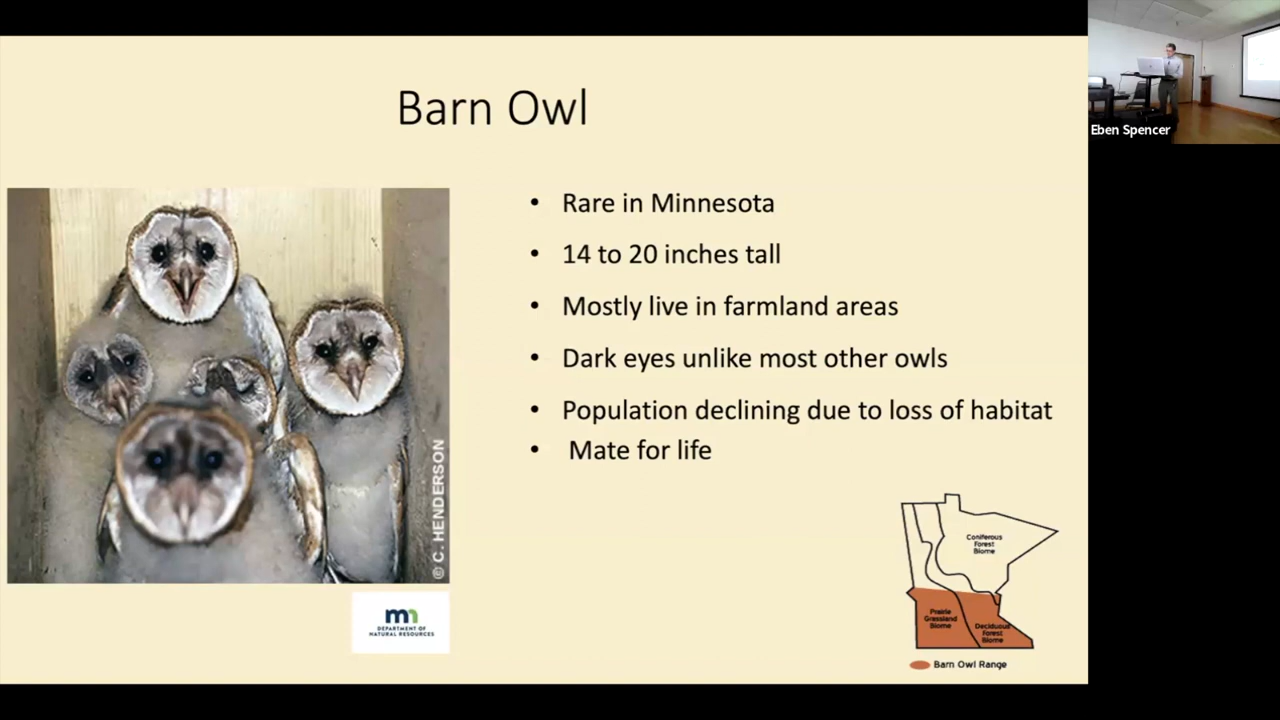 Barn Owl
• Rare in Minnesota
• 14 to 20 inches tall
• Mostly live in farmland areas
• Dark eyes unlike most other owls
• Population declining due to loss of habitat
• Mate for life
© C. HENDERSON
mn
DEPARTMENT OF
NATURAL RESOURCES
Coniferous
Forest
Biome
Prairie
Grassland
Biome
Deciduous
Forest
Biome
Barn Owl Range
Eben Spencer